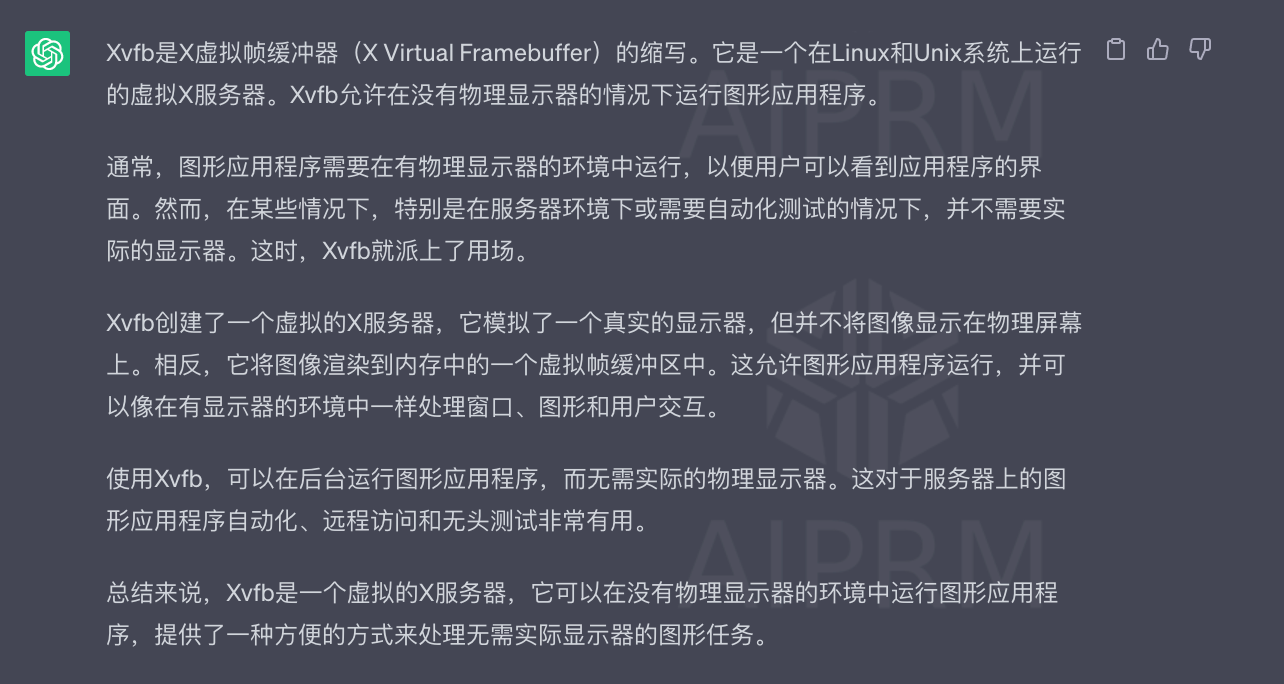 Xvfb是X虚拟帧缓冲器（X Virtual Framebuffer）的缩写。它是一个在Linux和Unix系统上运行
的虚拟X服务器。Xvfb允许在没有物理显示器的情况下运行图形应用程序。
通常，图形应用程序需要在有物理显示器的环境中运行，以便用户可以看到应用程序的界
面。然而，在某些情况下，特别是在服务器环境下或需要自动化测试的情况下，并不需要实
际的显示器。这时，Xvfb就派上了用场。
Xvfb创建了一个虚拟的X服务器，它模拟了一个真实的显示器，但并不将图像显示在物理屏幕
上。相反，它将图像渲染到内存中的一个虚拟帧缓冲区中。这允许图形应用程序运行，并可
以像在有显示器的环境中一样处理窗口、图形和用户交互。
使用Xvfb，可以在后台运行图形应用程序，而无需实际的物理显示器。这对于服务器上的图
形应用程序自动化、远程访问和无头测试非常有用。
总结来说，Xvfb是一个虚拟的X服务器，它可以在没有物理显示器的环境中运行图形应用程
序，提供了一种方便的方式来处理无需实际显示器的图形任务。
AIPRM
AIPRM